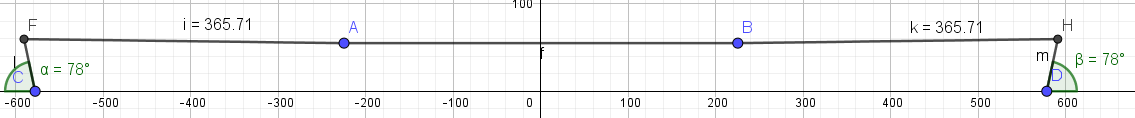 100
F
i = 365.71
A
B
k = 365.71
H
f
l
C
α = 78°
m
D
β = 78°
-600
-500
-400
-300
-200
-100
0
100
200
300
400
500
600